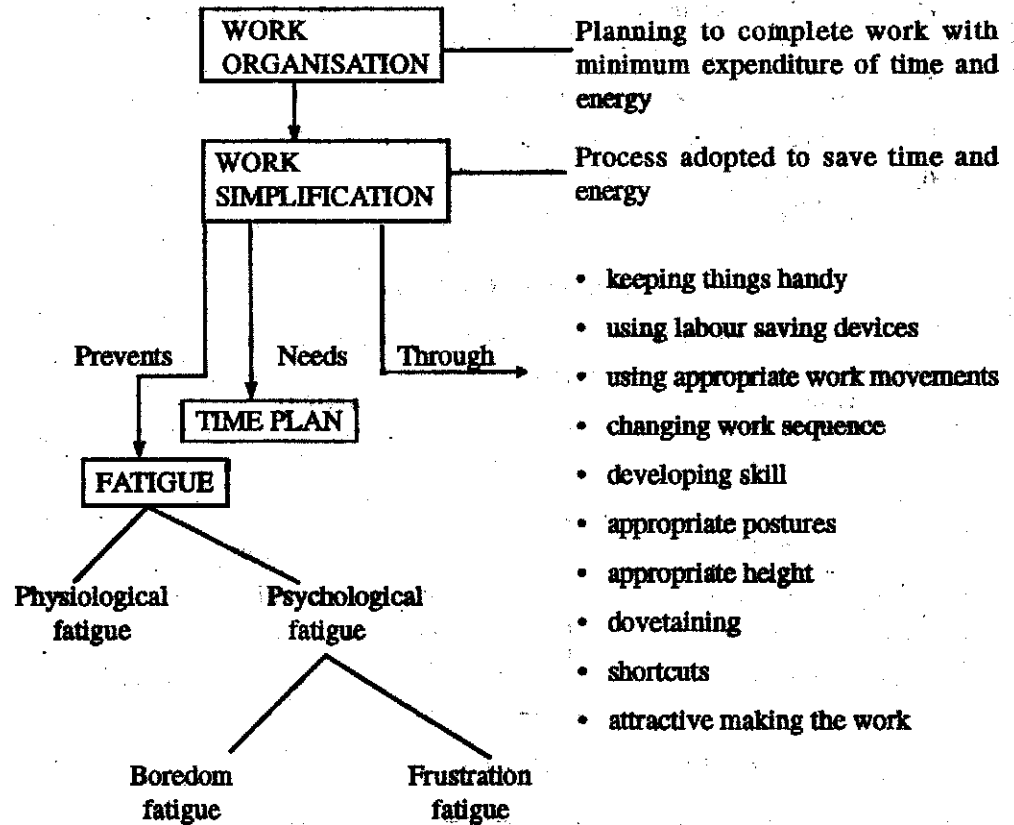 WORK
ORGANISATION
Planning to complete work with
minimum expenditure of time and
energy
WORK
SIMPLIFICATION
Process adopted to save time and
energy
Prevents
Needs
Through
TIME PLAN
FATIGUE
Physiological
fatigue
Psychological
fatigue
Boredom
fatigue
Frustration
fatigue
• keeping things handy
• using labour saving devices
• using appropriate work movements
• changing work sequence
• developing skill
• appropriate postures
• appropriate height
• dovetaining
• shortcuts
• attractive making the work